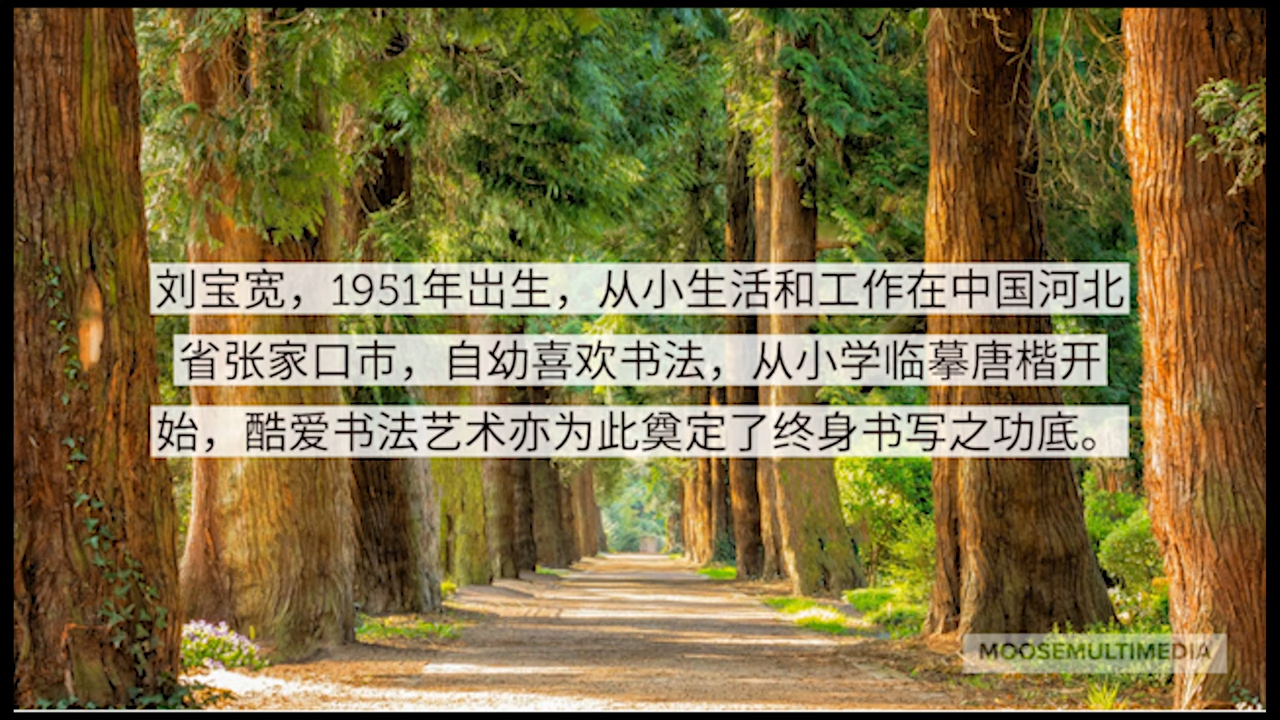 刘宝宽，1951年出生，从小生活和工作在中国河北
省张家口市，自幼喜欢书法，从小学临摹唐楷开
始，酷爱书法艺术亦为此奠定了终身书写之功底。
MOOSEMULTIMEDIA